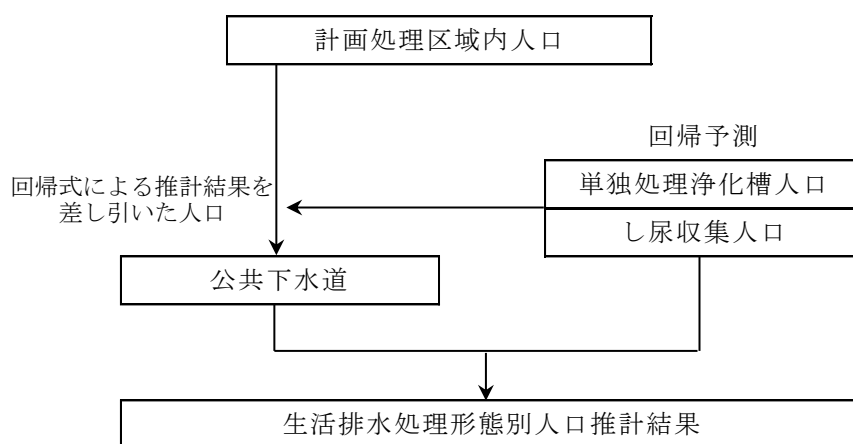 計画処理区域内人口
回帰予測
単独処理浄化槽人口
し尿収集人口
回帰式による推計結果を
差し引いた人口
公共下水道
生活排水処理形態別人口推計結果